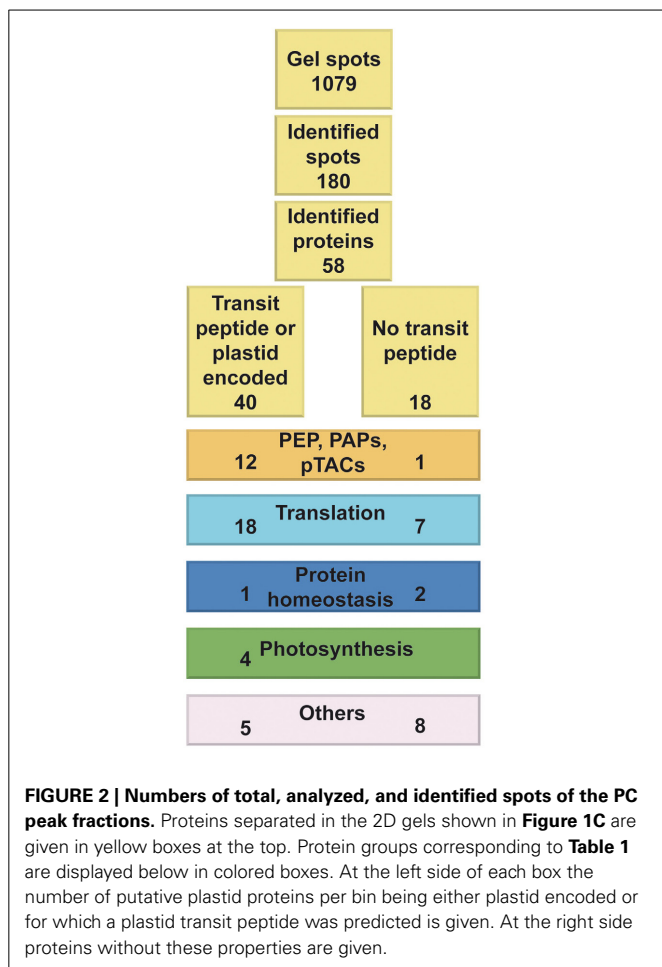 Gel spots
1079
Identified
spots
180
Identified
proteins
58
Transit
peptide or
plastid
encoded
40
No transit
peptide
18
PEP, PAPs,
pTACs
12 1
Translation
18 7
Protein
homeostasis
1 2
Photosynthesis
4
Others
5 8
FIGURE 2 | Numbers of total, analyzed, and identified spots of the PC
peak fractions. Proteins separated in the 2D gels shown in Figure 1C are
given in yellow boxes at the top. Protein groups corresponding to Table 1
are displayed below in colored boxes. At the left side of each box the
number of putative plastid proteins per bin being either plastid encoded or
for which a plastid transit peptide was predicted is given. At the right side
proteins without these properties are given.